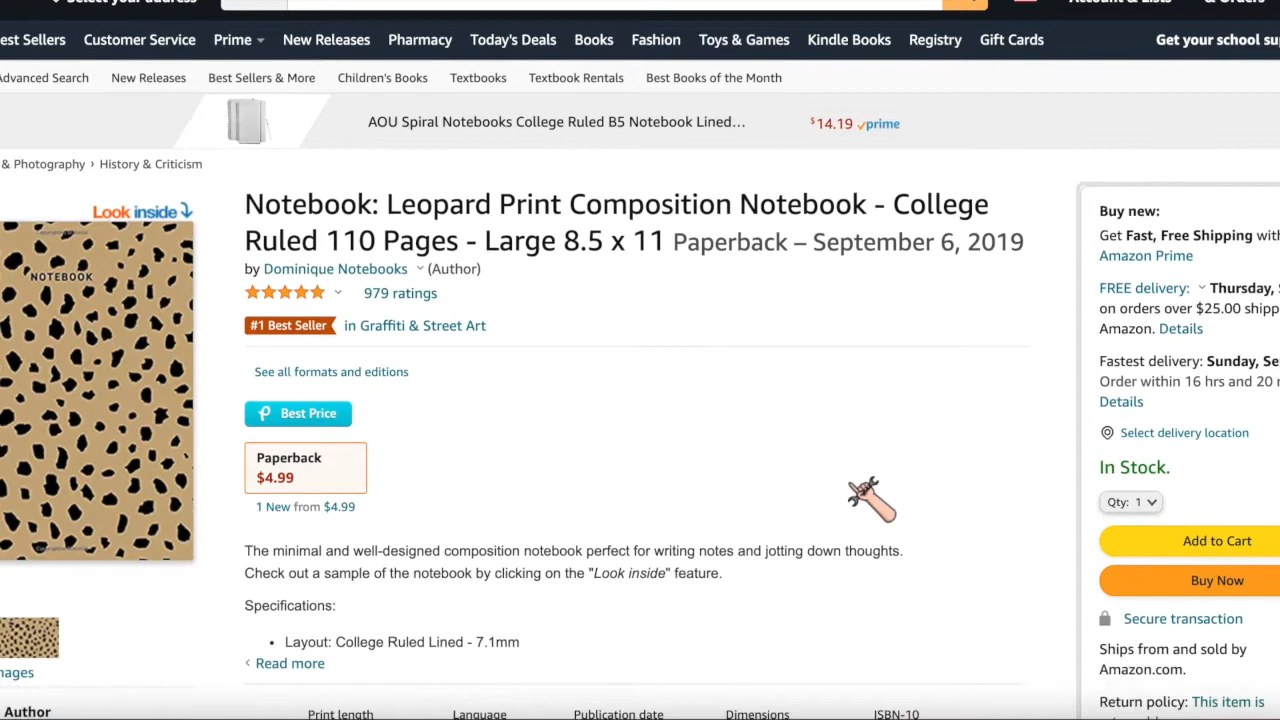 Best Sellers Customer Service Prime New Releases Pharmacy Today's Deals Books Fashion Toys & Games Kindle Books Registry Gift Cards Get your school
Advanced Search New Releases Best Sellers & More Children's Books Textbooks Textbook Rentals Best Books of the Month
AOU Spiral Notebooks College Ruled B5 Notebook Lined... $14.19 prime
& Photography › History & Criticism
Look inside
NOTEBOOK
Notebook: Leopard Print Composition Notebook - College
Ruled 110 Pages - Large 8.5 x 11 Paperback – September 6, 2019
by Dominique Notebooks (Author)
979 ratings
#1 Best Seller in Graffiti & Street Art
See all formats and editions
Best Price
Paperback
$4.99
1 New from $4.99
The minimal and well-designed composition notebook perfect for writing notes and jotting down thoughts.
Check out a sample of the notebook by clicking on the "Look inside" feature.
Specifications:
• Layout: College Ruled Lined - 7.1mm
‹ Read more
Author
Print length Language Publication date Dimensions ISBN-10
Buy new:
Get Fast, Free Shipping with
Amazon Prime
FREE delivery: Thursday,
on orders over $25.00
Amazon. Details
Fastest delivery: Sunday,
Order within 16 hrs and 20
Details
Select delivery location
In Stock.
Qty: 1
Add to Cart
Buy Now
Secure transaction
Ships from and sold by
Amazon.com.
Return policy: This item is